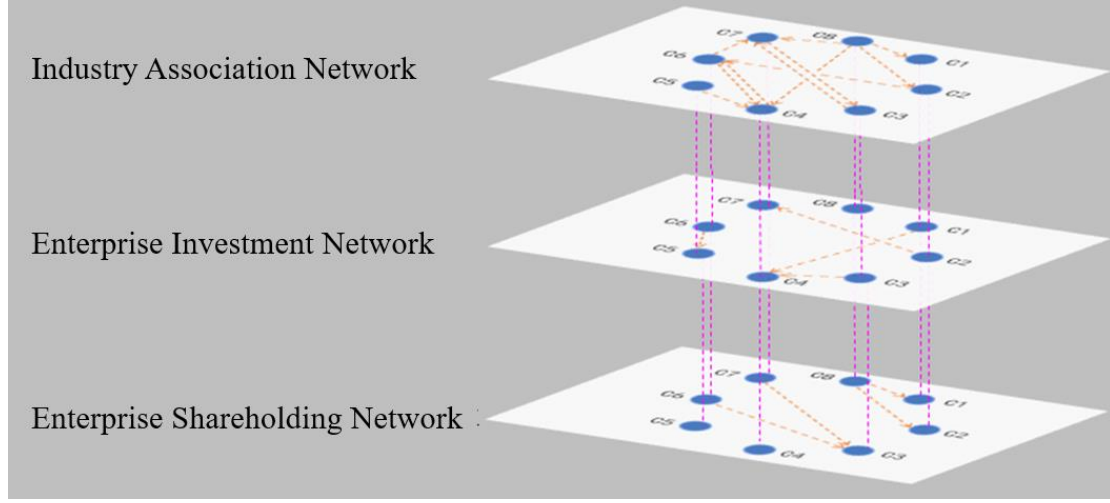 Industry Association Network
C7
C8
C6
C1
C5
C2
C4
C3
Enterprise Investment Network
C7
C8
C6
C1
C5
C2
C4
C3
Enterprise Shareholding Network
C7
C8
C6
C1
C5
C2
C4
C3